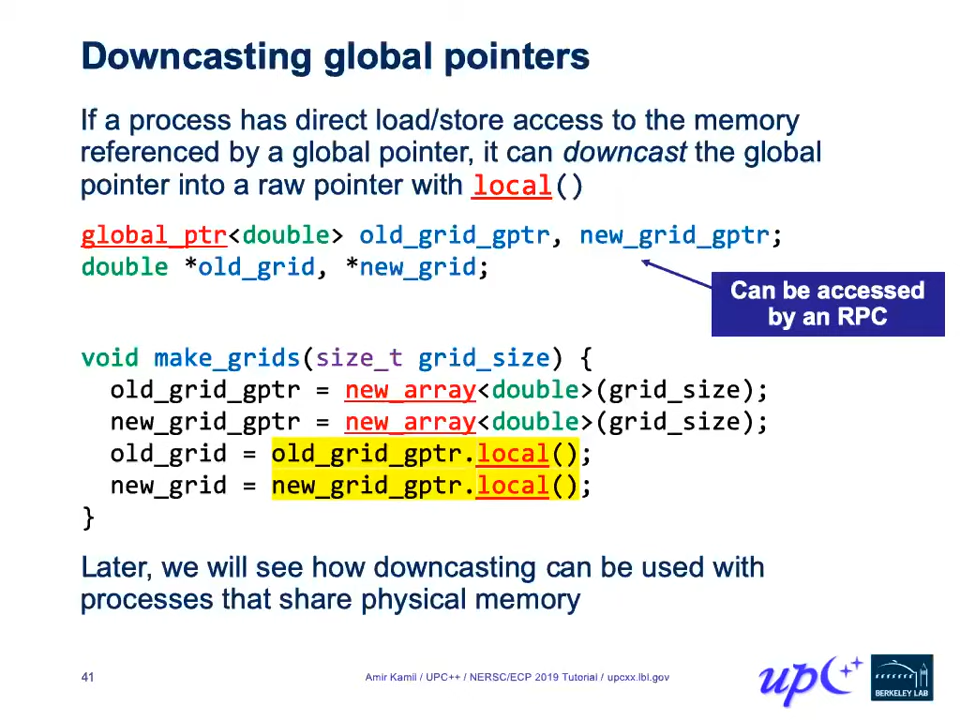 Downcasting global pointers
If a process has direct load/store access to the memory
referenced by a global pointer, it can downcast the global
pointer into a raw pointer with local()
global_ptr<double> old_grid_gptr, new_grid_gptr;
double *old_grid, *new_grid;
Can be accessed
by an RPC
void make_grids(size_t grid_size) {
  old_grid_gptr = new_array<double>(grid_size);
  new_grid_gptr = new_array<double>(grid_size);
  old_grid = old_grid_gptr.local();
  new_grid = new_grid_gptr.local();
}
Later, we will see how downcasting can be used with
processes that share physical memory
41
Amir Kamil / UPC++ / NERSC/ECP 2019 Tutorial / upcxx.lbl.gov
upc++
BERKELEY LAB